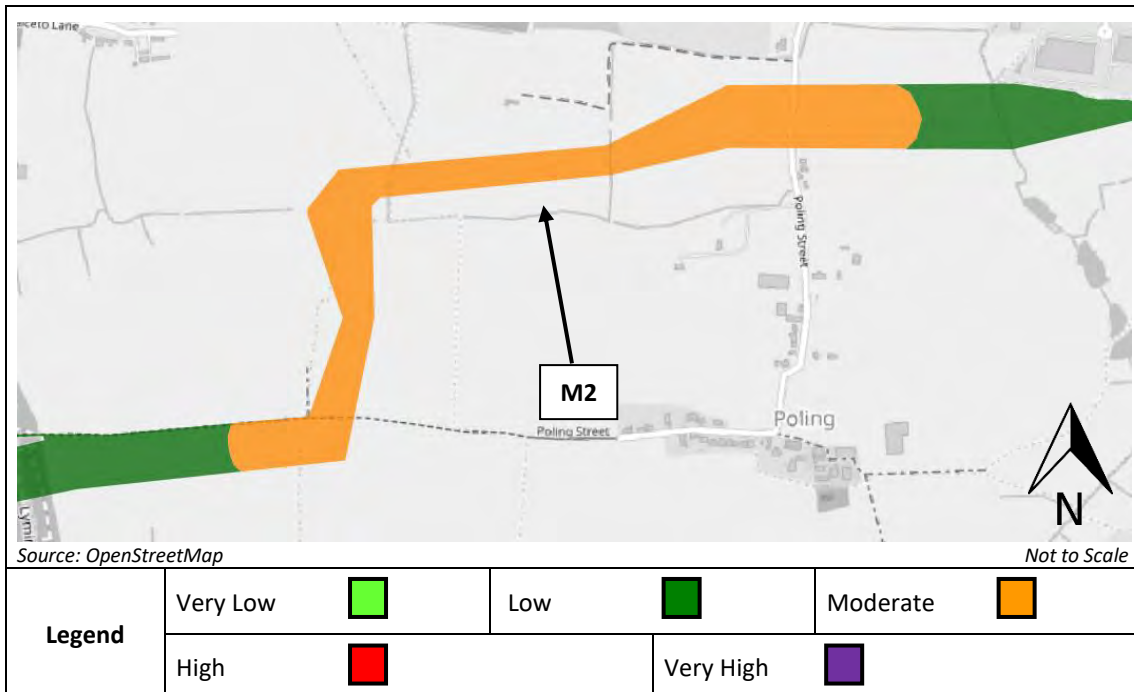 Lane
Poling Street
M2
Poling
Poling Street
N
Source: OpenStreetMap
Not to Scale
Legend
Very Low
Low
Moderate
High
Very High